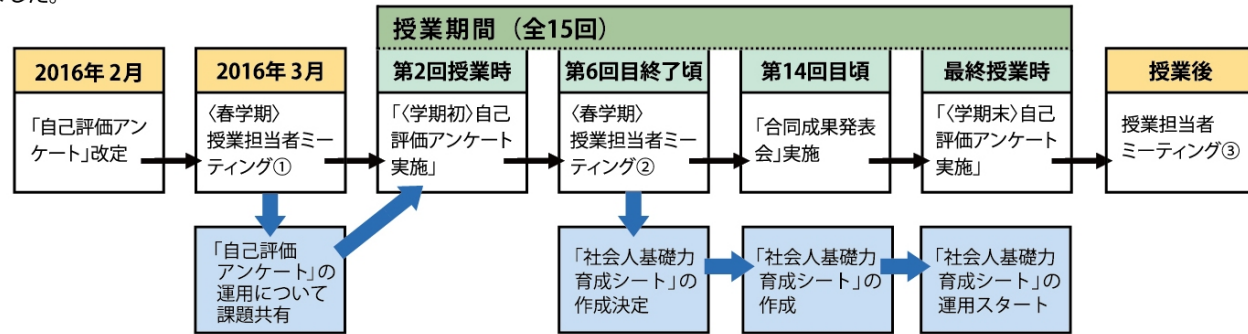 ました。
授業期間（全15回）
2016年 2月
「自己評価アン
ケート」改定
2016年 3月
〈春学期〉
授業担当者ミー
ティング①
第2回授業時
「〈学期初〉自己
評価アンケート
実施」
第6回目終了頃
〈春学期〉
授業担当者ミー
ティング②
第14回目頃
「合同成果発表
会」実施
最終授業時
「〈学期末〉自己
評価アンケート
実施」
授業後
授業担当者
ミーティング③
「自己評価
アンケート」の
運用について
課題共有
「社会人基礎力
育成シート」の
作成決定
「社会人基礎力
育成シート」の
作成
「社会人基礎力
育成シート」の
運用スタート